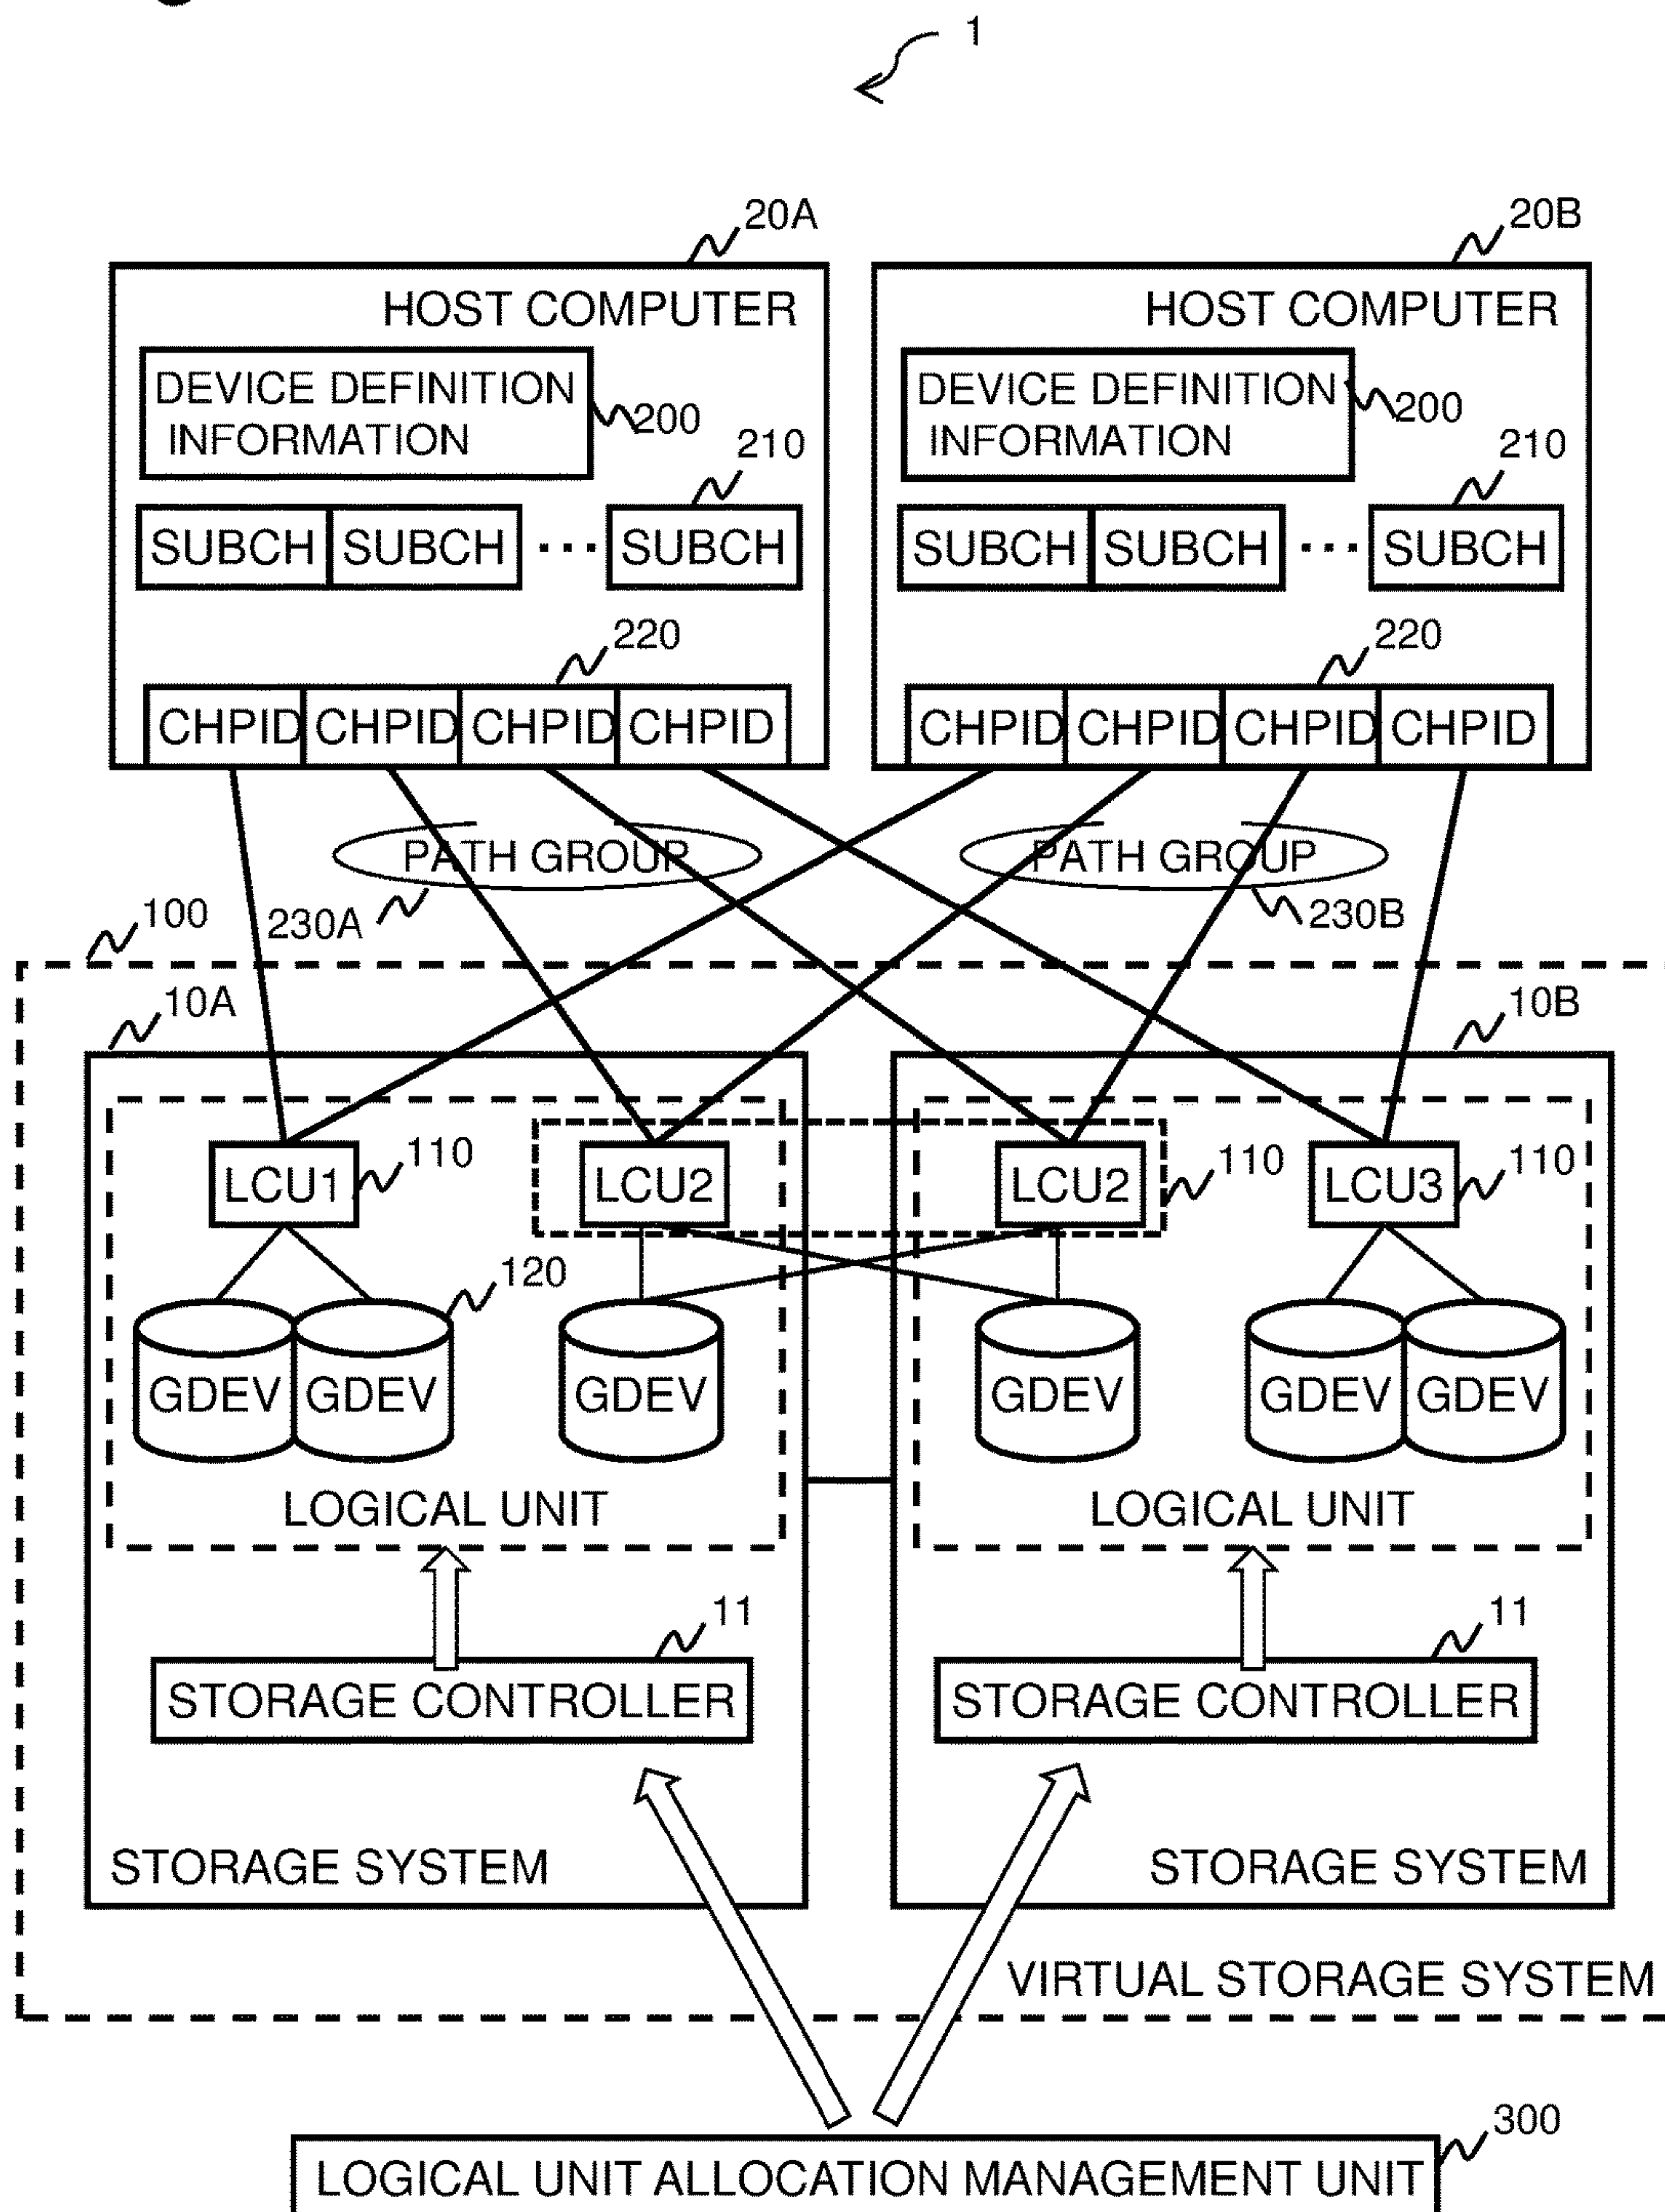 1
20A
20B
HOST COMPUTER
HOST COMPUTER
DEVICE DEFINITION
INFORMATION
200
DEVICE DEFINITION
INFORMATION
200
210
210
SUBCH SUBCH ... SUBCH
SUBCH SUBCH ... SUBCH
220
220
CHPID CHPID CHPID CHPID
CHPID CHPID CHPID CHPID
PATH GROUP
PATH GROUP
230A
230B
100
10A
10B
LCU1
110
LCU2
LCU2
110
LCU3
110
120
GDEV GDEV
GDEV
GDEV
GDEV GDEV
LOGICAL UNIT
LOGICAL UNIT
11
11
STORAGE CONTROLLER
STORAGE CONTROLLER
STORAGE SYSTEM
STORAGE SYSTEM
VIRTUAL STORAGE SYSTEM
300
LOGICAL UNIT ALLOCATION MANAGEMENT UNIT